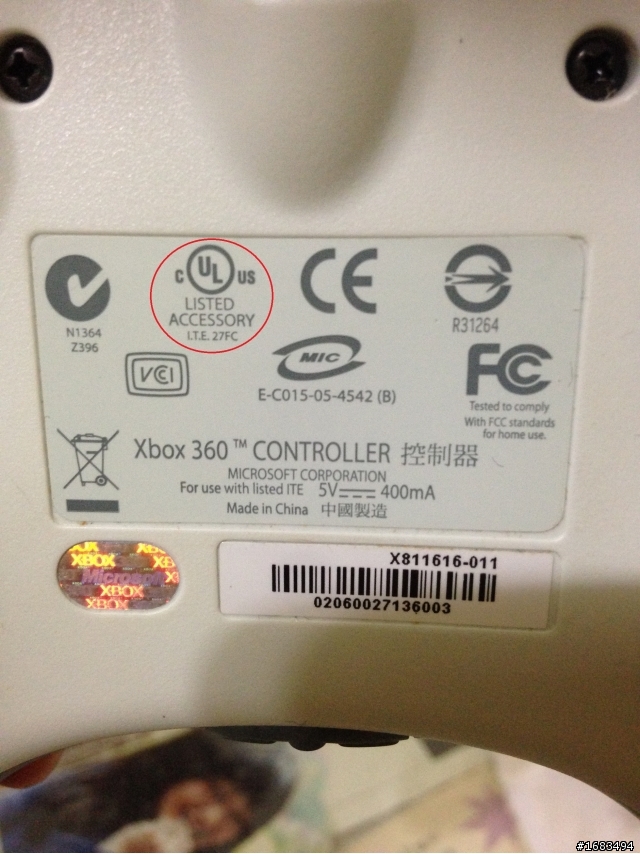 N1364
Z396
C UL US
LISTED
ACCESSORY
I.T.E. 27FC
CE
R31264
VCI
MIC
E-C015-05-4542 (B)
FC
Tested to comply
With FCC standards
for home use.
Xbox 360 ™ CONTROLLER 控制器
MICROSOFT CORPORATION
For use with listed ITE 5V 400mA
Made in China 中國製造
XBOX
XBOX
Microsoft
XBOX
XBOX
X811616-011
02060027136003
#1683494